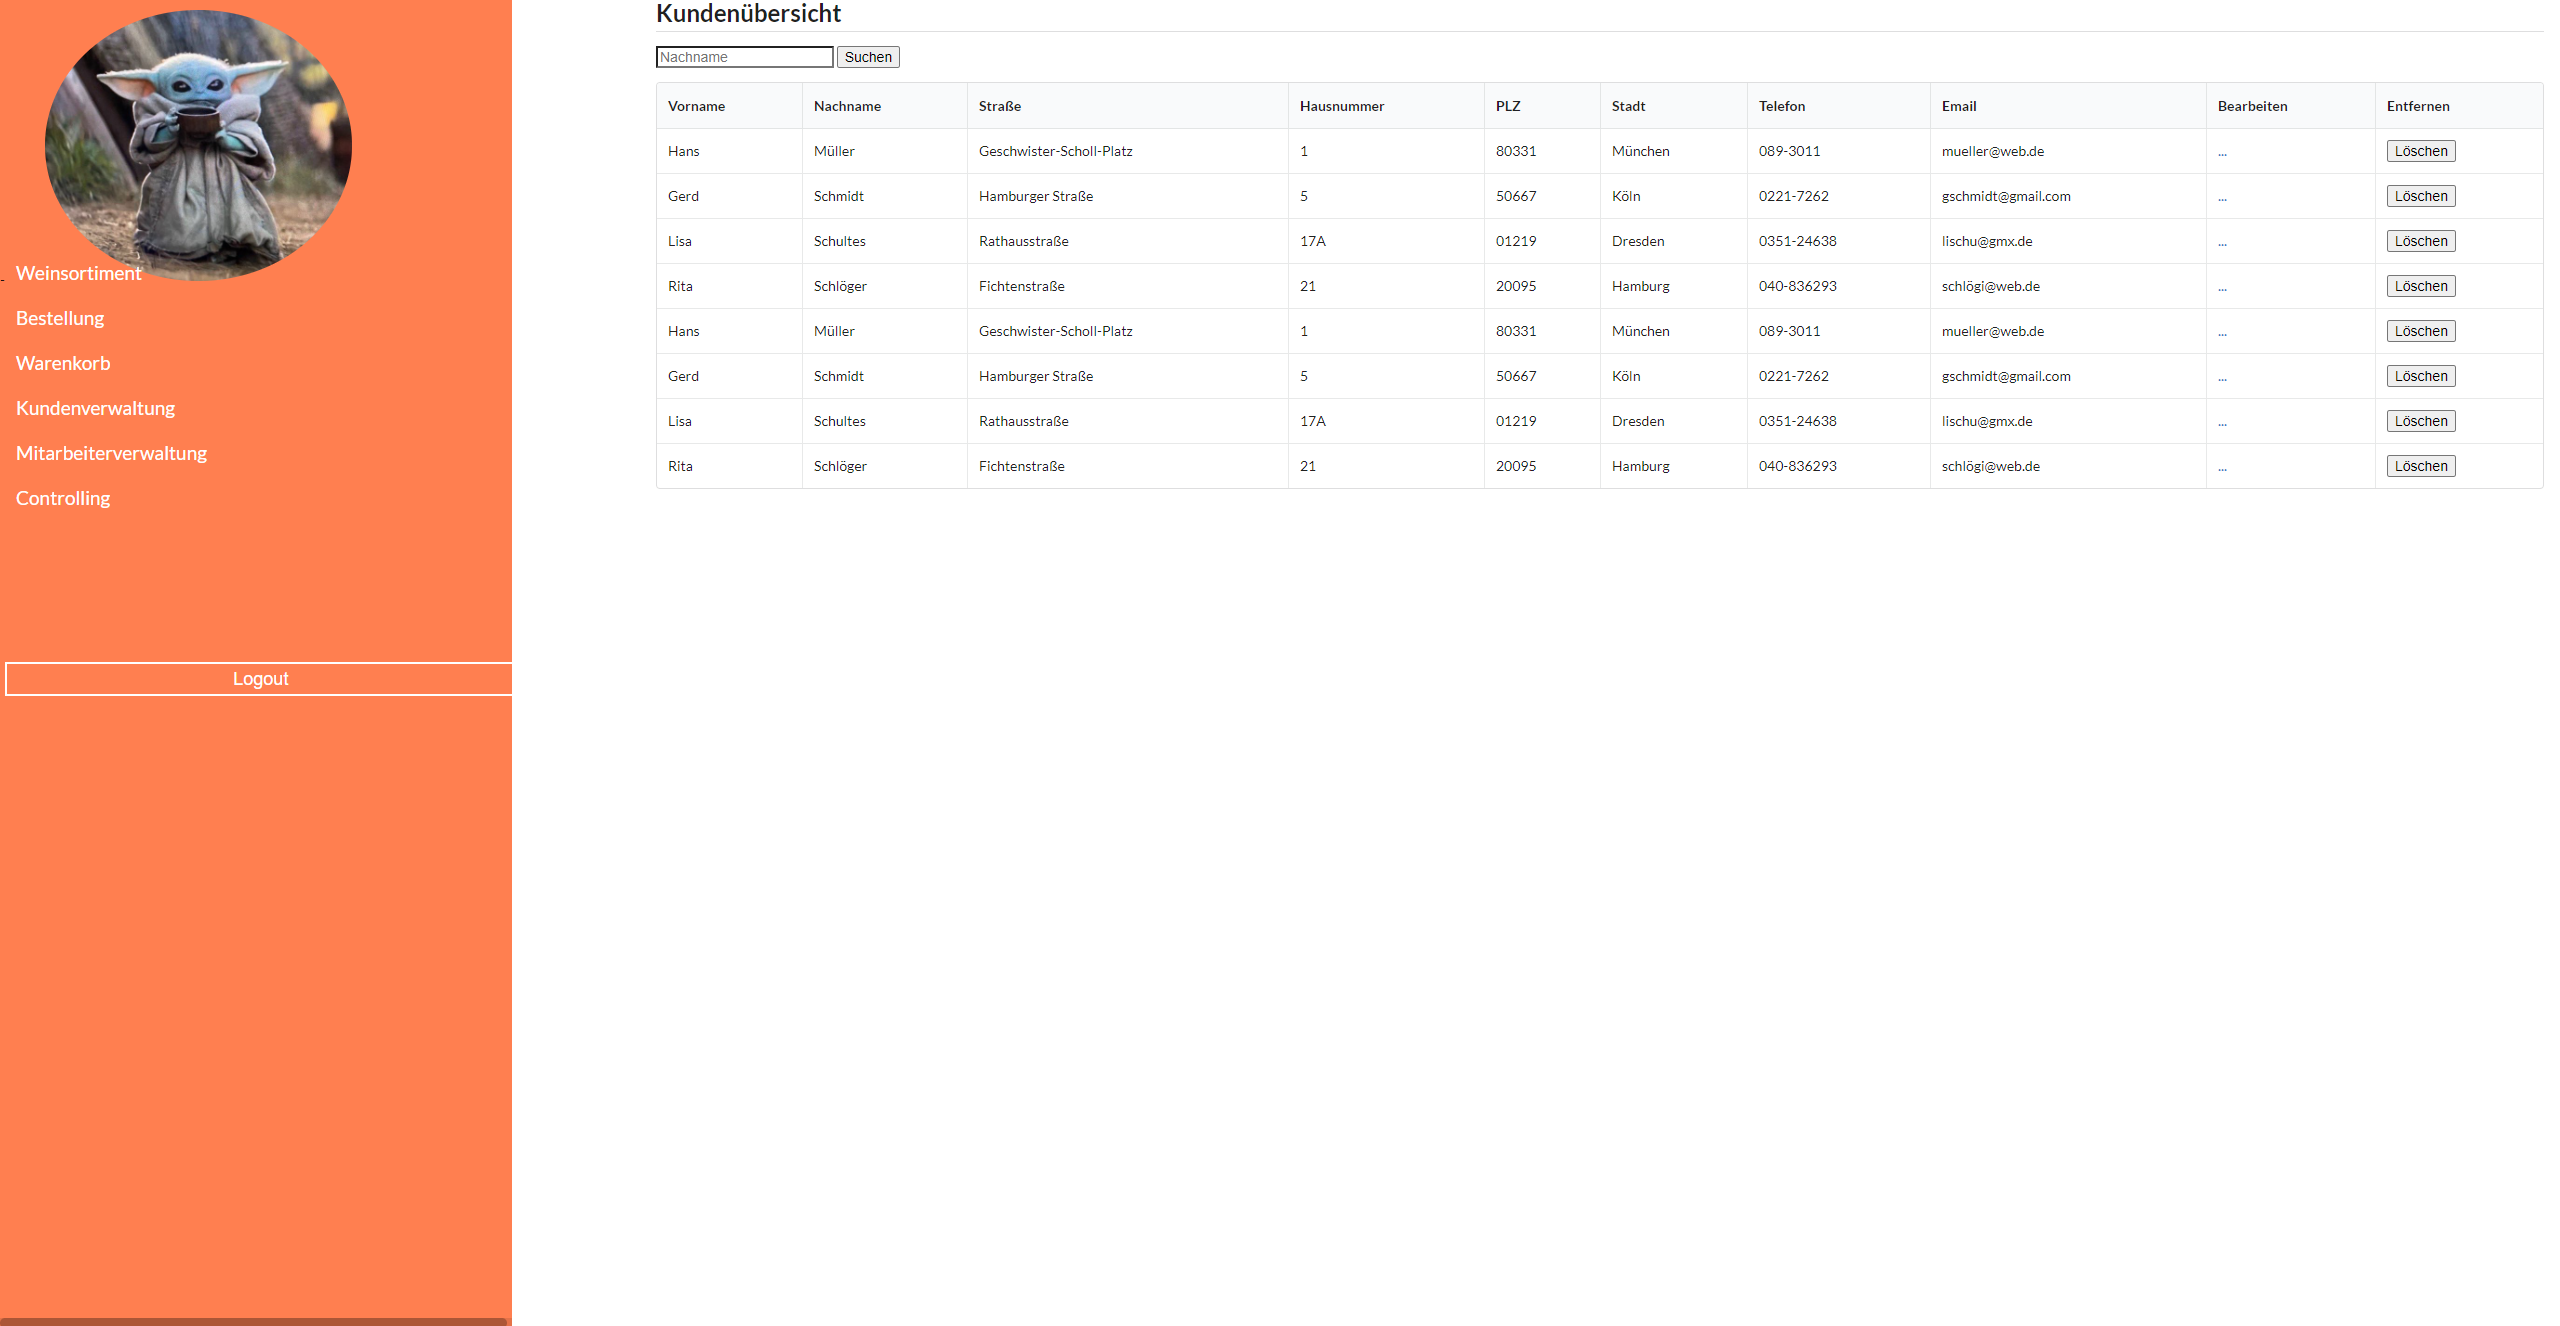 Weinsortiment
Bestellung
Warenkorb
Kundenverwaltung
Mitarbeiterverwaltung
Controlling
Logout
Kundenübersicht
Nachname Suchen
Vorname Nachname Straße Hausnummer PLZ Stadt Telefon Email Bearbeiten Entfernen
Hans Müller Geschwister-Scholl-Platz 1 80331 München 089-3011 mueller@web.de ... Löschen
Gerd Schmidt Hamburger Straße 5 50667 Köln 0221-7262 gschmidt@gmail.com ... Löschen
Lisa Schultes Rathausstraße 17A 01219 Dresden 0351-24638 lischu@gmx.de ... Löschen
Rita Schlöger Fichtenstraße 21 20095 Hamburg 040-836293 schlögi@web.de ... Löschen
Hans Müller Geschwister-Scholl-Platz 1 80331 München 089-3011 mueller@web.de ... Löschen
Gerd Schmidt Hamburger Straße 5 50667 Köln 0221-7262 gschmidt@gmail.com ... Löschen
Lisa Schultes Rathausstraße 17A 01219 Dresden 0351-24638 lischu@gmx.de ... Löschen
Rita Schlöger Fichtenstraße 21 20095 Hamburg 040-836293 schlögi@web.de ... Löschen